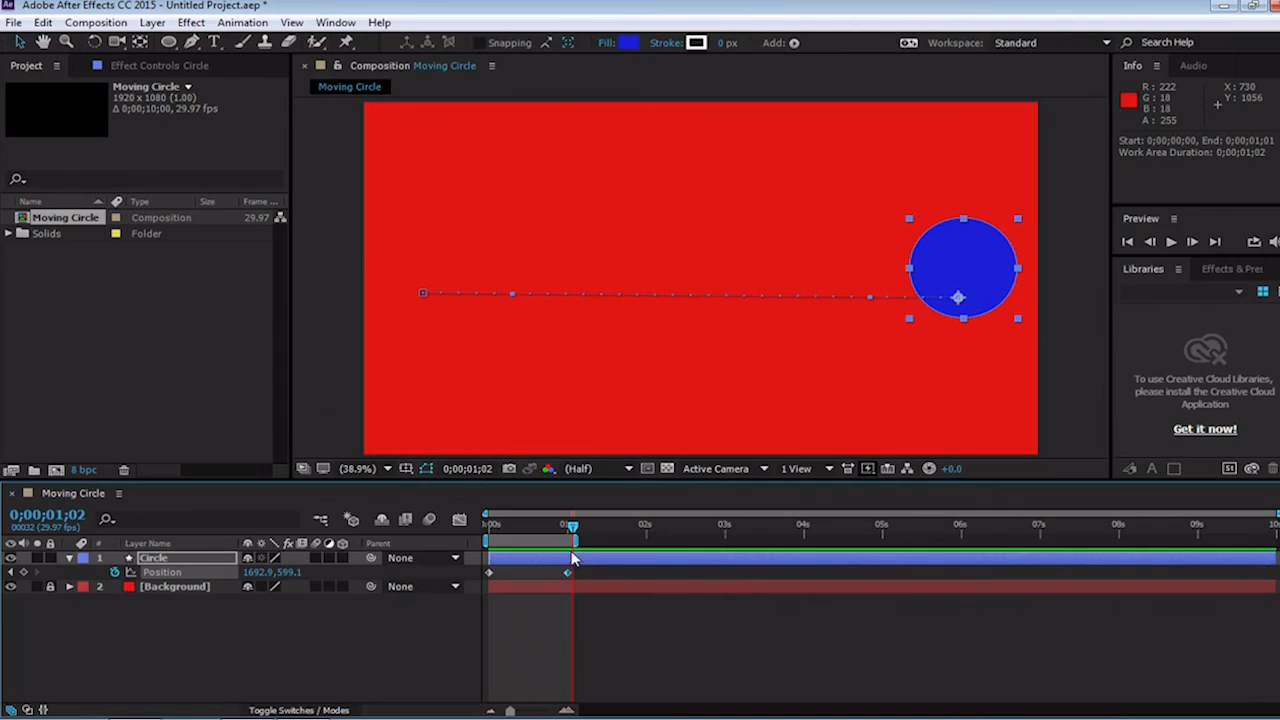 Adobe After Effects CC 2015 - Untitled Project.aep *
File Edit Composition Layer Effect Animation View Window Help
Snapping Fill: Stroke: 0 px Add: Workspace: Standard Search Help
Project Effect Controls Circle Composition Moving Circle Info Audio
Moving Circle
1920 x 1080 (1.00)
Δ 0;00;10;00, 29.97 fps
Moving Circle
R : 222 X : 730
G : 18 Y : 1056
B : 18
A : 255
Start: 0;00;00;00, End: 0;00;01;01
Work Area Duration: 0;00;01;02
Name Type Size Frame ...
Moving Circle Composition 29.97
Solids Folder
Preview
Libraries Effects & Pre
To use Creative Cloud Libraries,
please install the Creative Cloud
Application
Get it now!
8 bpc (38.9%) 0;00;01;02 (Half) Active Camera 1 View +0.0
Moving Circle
0;00;01;02
00032 (29.97 fps)
:00s 02s 03s 04s 05s 06s 07s 08s 09s 10s
# Layer Name Parent
1 Circle None
Position 1692.9,599.1
2 [Background] None
Toggle Switches / Modes